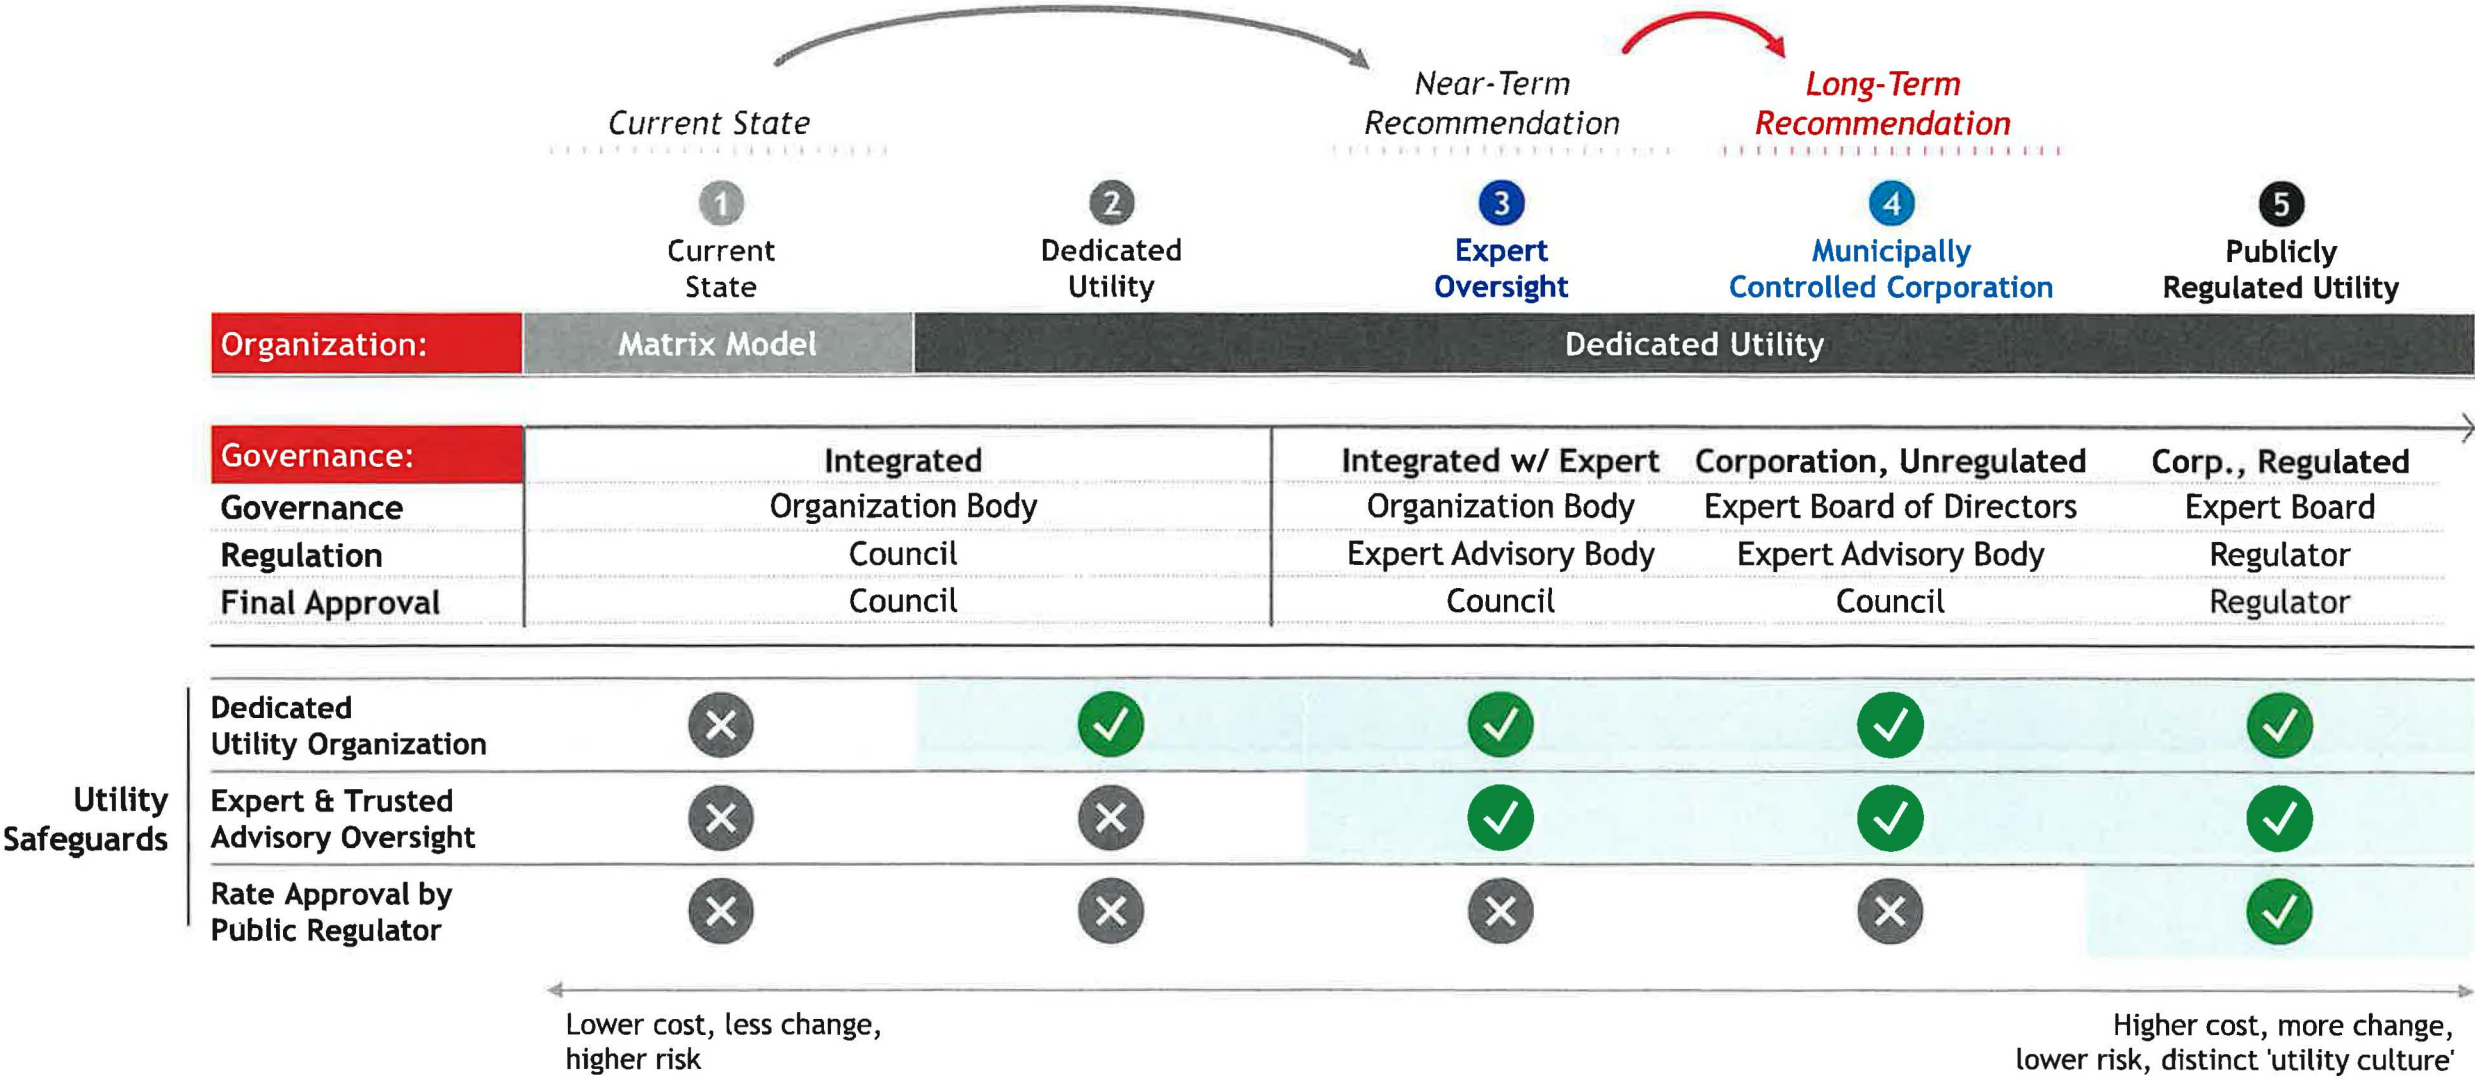 Near-Term
Recommendation
Long-Term
Recommendation
Current State
1
2
3
4
5
Current
State
Dedicated
Utility
Expert
Oversight
Municipally
Controlled Corporation
Publicly
Regulated Utility
Organization:
Matrix Model
Dedicated Utility
Governance:
Integrated
Integrated w/ Expert
Corporation, Unregulated
Corp., Regulated
Governance
Organization Body
Organization Body
Expert Board of Directors
Expert Board
Regulation
Council
Expert Advisory Body
Expert Advisory Body
Regulator
Final Approval
Council
Council
Council
Regulator
Utility
Safeguards
Dedicated
Utility Organization
Expert & Trusted
Advisory Oversight
Rate Approval by
Public Regulator
Lower cost, less change,
higher risk
Higher cost, more change,
lower risk, distinct 'utility culture'